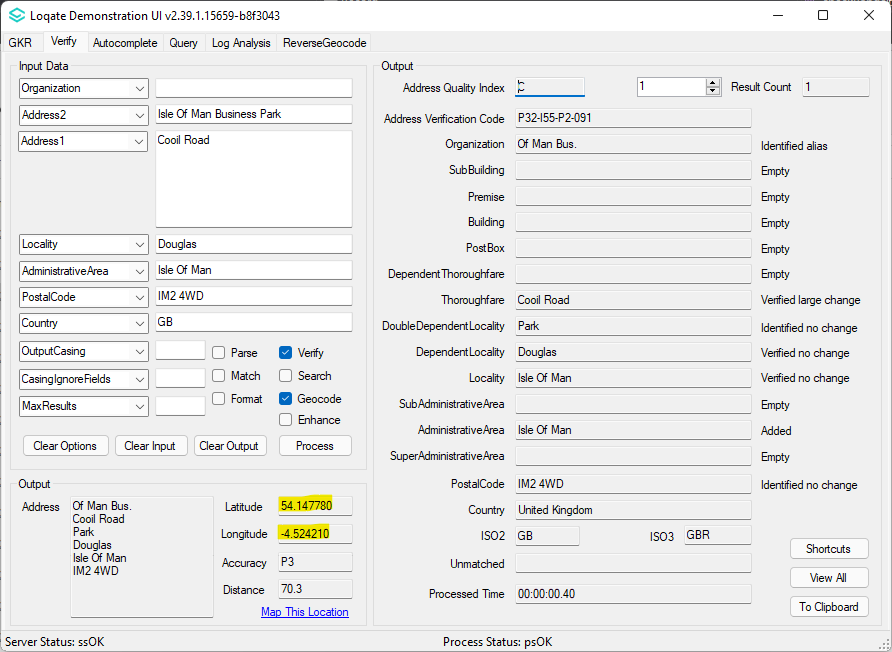 Loqate Demonstration UI v2.39.1.15659-b8f3043
GKR Verify Autocomplete Query Log Analysis ReverseGeocode
Input Data
Organization
Address2 Isle Of Man Business Park
Address1 Cooil Road
Locality Douglas
AdministrativeArea Isle Of Man
PostalCode IM2 4WD
Country GB
OutputCasing Parse Verify
CasingIgnoreFields Match Search
MaxResults Format Geocode
Enhance
Clear Options Clear Input Clear Output Process
Output
Address
Of Man Bus.
Cooil Road
Park
Douglas
Isle Of Man
IM2 4WD
Latitude 54.147780
Longitude -4.524210
Accuracy P3
Distance 70.3
Map This Location
Output
Address Quality Index 1 Result Count 1
Address Verification Code P32-I55-P2-091
Organization Of Man Bus. Identified alias
SubBuilding Empty
Premise Empty
Building Empty
PostBox Empty
DependentThoroughfare Empty
Thoroughfare Cooil Road Verified large change
DoubleDependentLocality Park Identified no change
DependentLocality Douglas Verified no change
Locality Isle Of Man Verified no change
SubAdministrativeArea Empty
AdministrativeArea Isle Of Man Added
SuperAdministrativeArea Empty
PostalCode IM2 4WD Identified no change
Country United Kingdom
ISO2 GB ISO3 GBR
Unmatched
Processed Time 00:00:00.40
Shortcuts
View All
To Clipboard
Server Status: ssOK Process Status: psOK